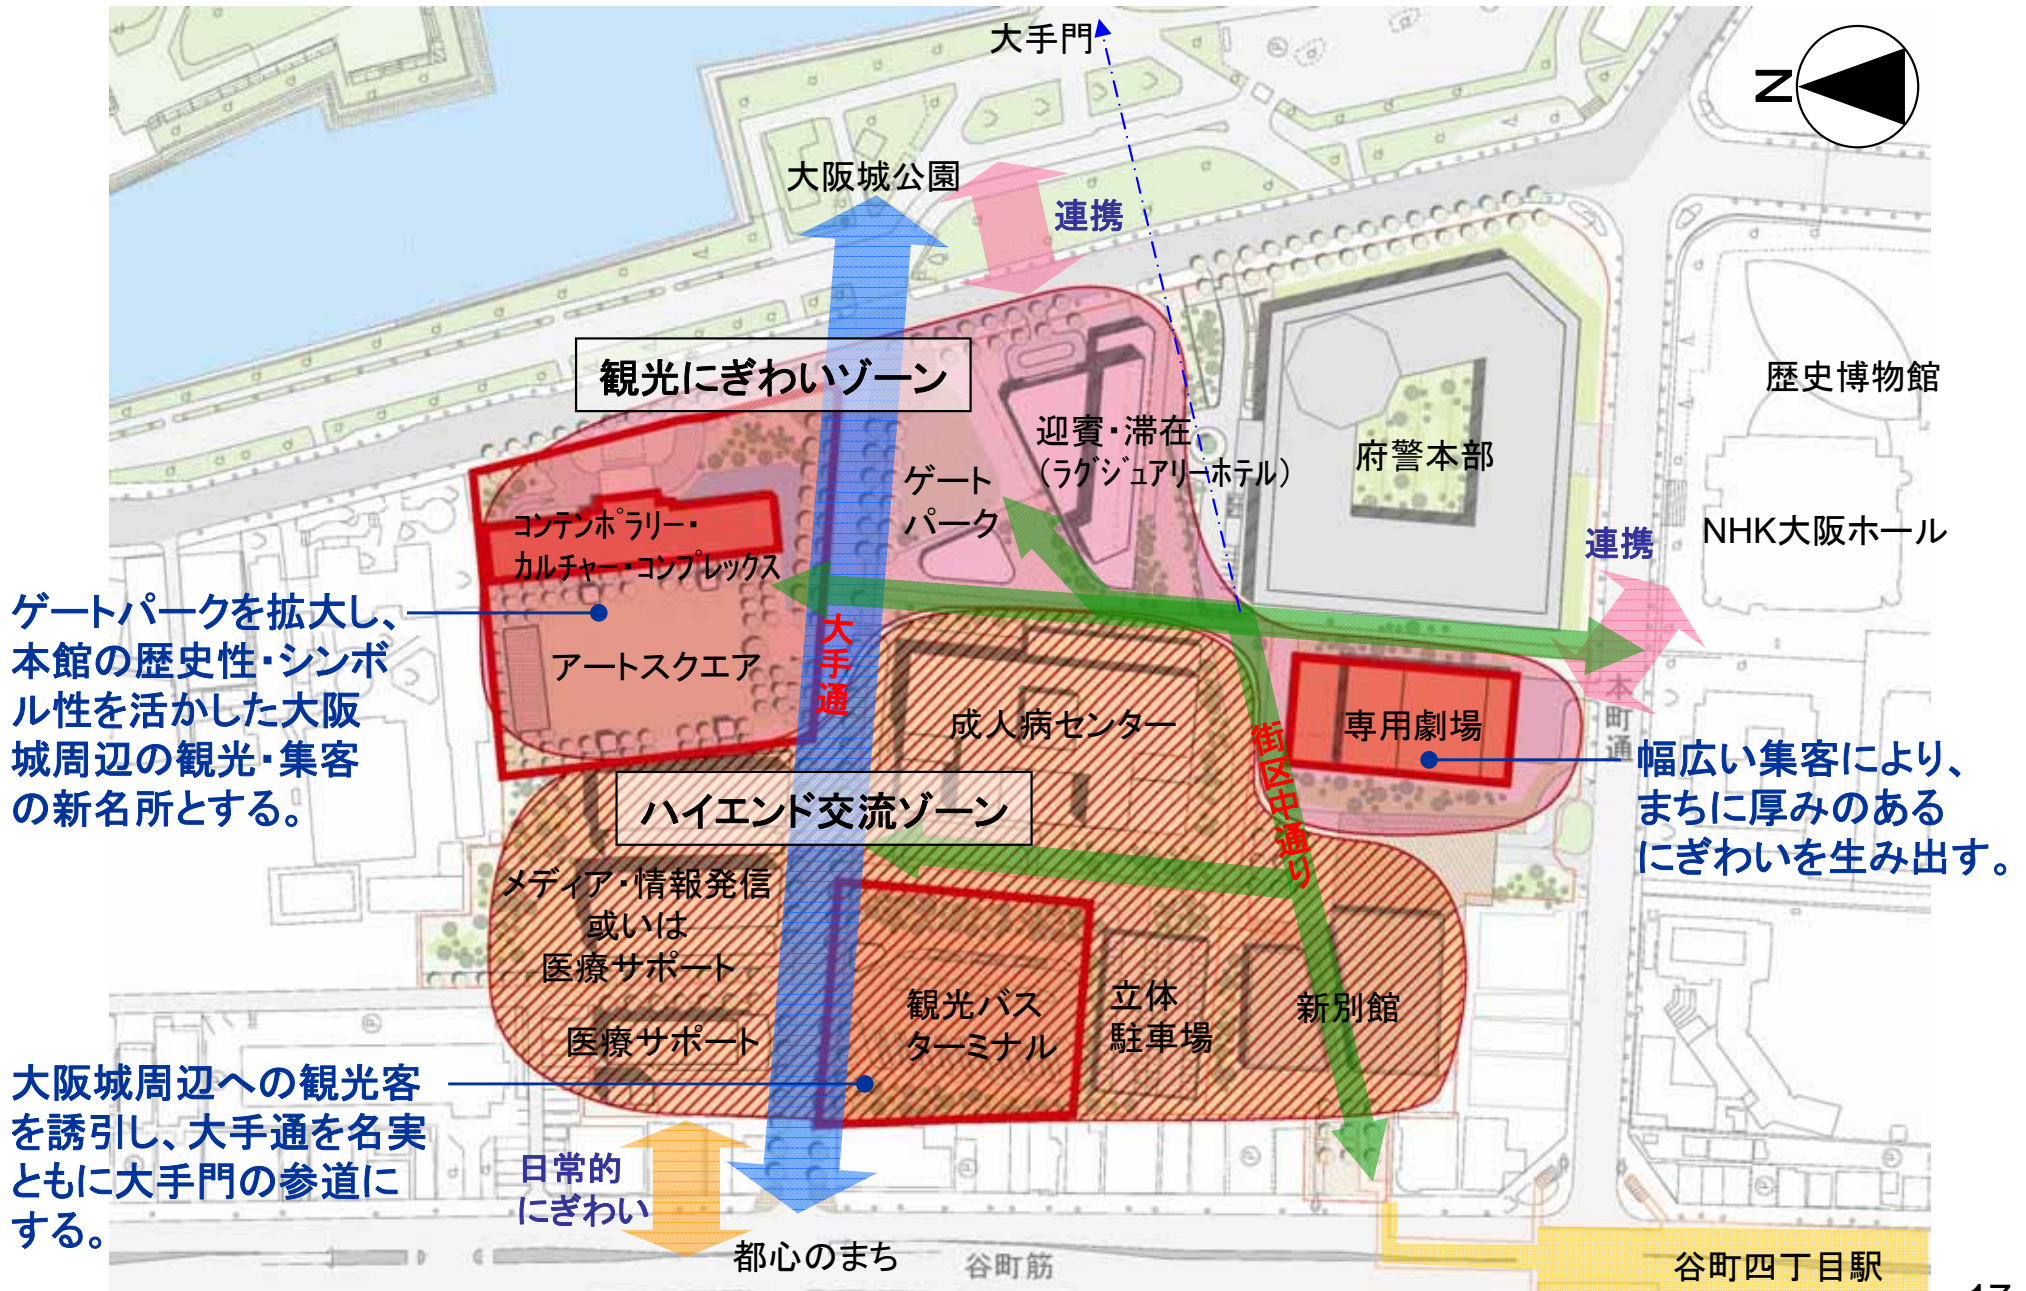 大手門
N
大阪城公園
連携
観光にぎわいゾーン
歴史博物館
迎賓・滞在
(ラグジュアリーホテル)
府警本部
ゲート
パーク
コンテンポラリー・
カルチャー・コンプレックス
連携
NHK大阪ホール
ゲートパークを拡大し、
本館の歴史性・シンボ
ル性を活かした大阪
城周辺の観光・集客
の新名所とする。
アートスクエア
大手通
成人病センター
専用劇場
本町通
街区中通り
幅広い集客により、
まちに厚みのある
にぎわいを生み出す。
ハイエンド交流ゾーン
メディア・情報発信
或いは
医療サポート
医療サポート
観光バス
ターミナル
立体
駐車場
新別館
大阪城周辺への観光客
を誘引し、大手通を名実
ともに大手門の参道に
する。
日常的
にぎわい
都心のまち
谷町筋
谷町四丁目駅
17